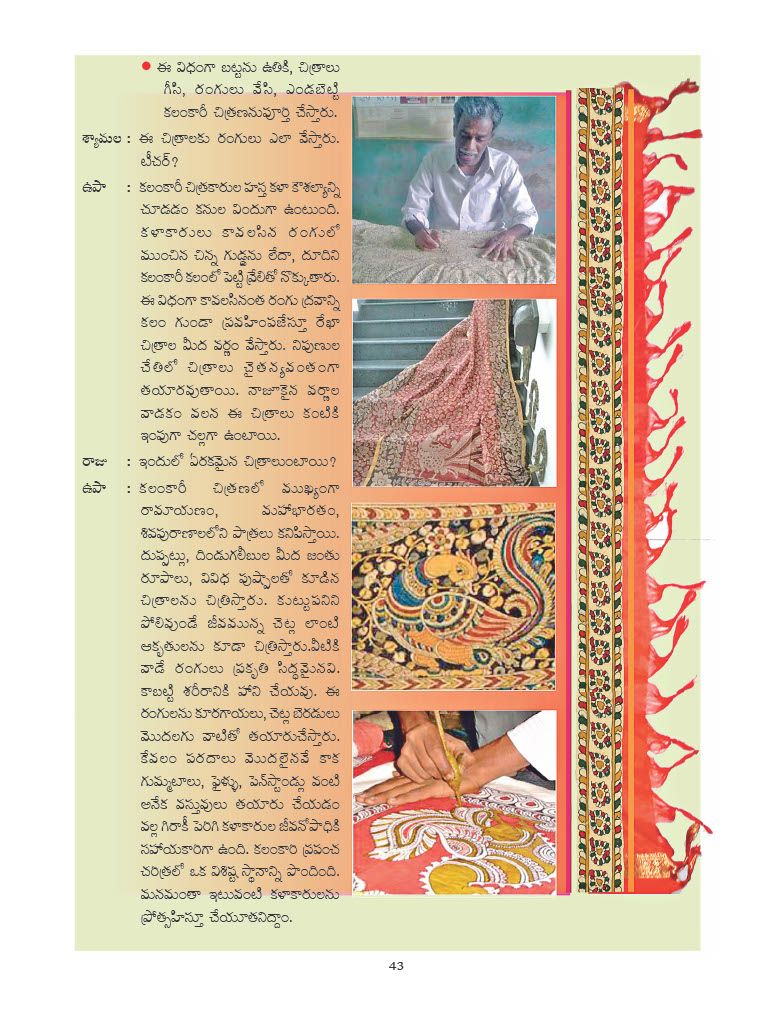 • ఈ విధంగా బట్టను ఉతికి, చిత్రాలు
గీసి, రంగులు వేసి, ఎండబెట్టి
కలంకారీ చిత్రణనుపూర్తి చేస్తారు.
శ్యామల : ఈ చిత్రాలకు రంగులు ఎలా వేస్తారు.
టీచర్?
ఉపా : కలంకారీ చిత్రకారుల హస్త కళా కౌశల్యాన్ని
చూడడం కనుల విందుగా ఉంటుంది.
కళాకారులు కావలసిన రంగులో
ముంచిన చిన్న గుడ్డను లేదా, దూదిని
కలంకారీ కలంలో పెట్టి వ్రేలితో నొక్కుతారు.
ఈ విధంగా కావలసినంత రంగు ద్రవాన్ని
కలం గుండా ప్రవహింపజేస్తూ రేఖా
చిత్రాల మీద వర్ణం వేస్తారు. నిపుణుల
చేతిలో చిత్రాలు చైతన్యవంతంగా
తయారవుతాయి. నాజూకైన వర్ణాల
వాడకం వలన ఈ చిత్రాలు కంటికి
ఇంపుగా చల్లగా ఉంటాయి.
రాజు : ఇందులో ఏరకమైన చిత్రాలుంటాయి?
ఉపా : కలంకారీ చిత్రణలో ముఖ్యంగా
రామాయణం, మహాభారతం,
శివపురాణాలలోని పాత్రలు కనిపిస్తాయి.
దుప్పట్లు, దిండుగలీబుల మీద జంతు
రూపాలు, వివిధ పుష్పాలతో కూడిన
చిత్రాలను చిత్రిస్తారు. కుట్టుపనిని
పోలివుండే జీవమున్న చెట్ల లాంటి
ఆకృతులను కూడా చిత్రిస్తారు.వీటికి
వాడే రంగులు ప్రకృతి సిద్ధమైనవి.
కాబట్టి శరీరానికి హాని చేయవు. ఈ
రంగులను కూరగాయలు, చెట్ల బెరడులు
మొదలగు వాటితో తయారుచేస్తారు.
కేవలం పరదాలు మొదలైనవే కాక
గుమ్మటాలు, ఫైళ్ళు, పెన్‌స్టాండ్లు వంటి
అనేక వస్తువులు తయారు చేయడం
వల్ల గిరాకీ పెరిగి కళాకారుల జీవనోపాధికి
సహాయకారిగా ఉంది. కలంకారి ప్రపంచ
చరిత్రలో ఒక విశిష్ట స్థానాన్ని పొందింది.
మనమంతా ఇటువంటి కళాకారులను
ప్రోత్సహిస్తూ చేయూతనిద్దాం.
43